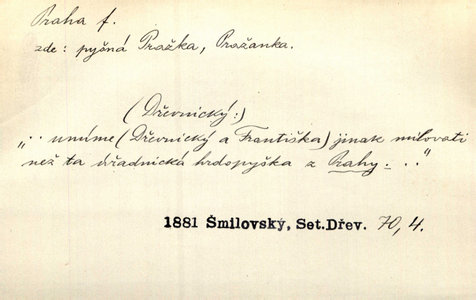 Praha f.
zde: pyšná Pražka, Pražanka.
(Dřevnický:)
„.. umíme (Dřevnický a Františka) jinak milovati
než ta úřadnická hrdopyška z Prahy. .."
1881 Šmilovský, Set.Dřev. 70,4.